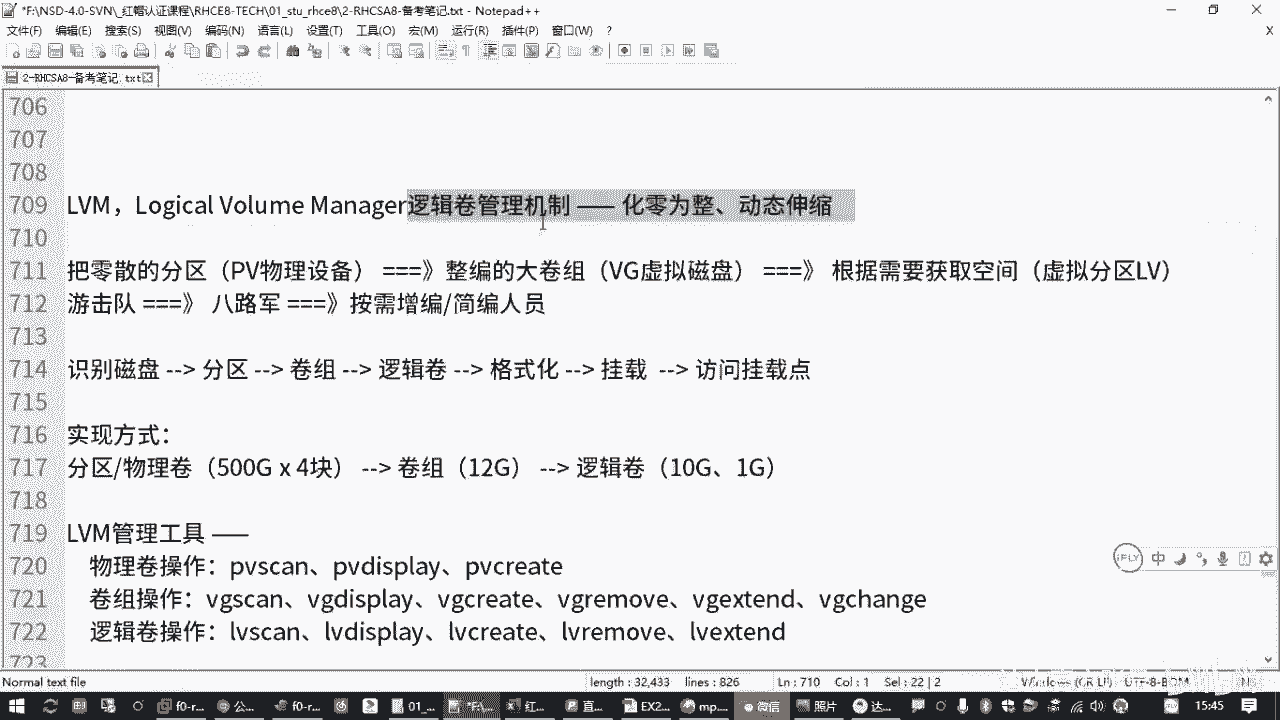 *F:\NSD-4.0-SVN\_红帽认证课程\RHCE8-TECH\01_stu_rhce8\2-RHCSA8-备考笔记.txt - Notepad++
文件(F) 编辑(E) 搜索(S) 视图(V) 编码(N) 语言(L) 设置(T) 工具(O) 宏(M) 运行(R) 插件(P) 窗口(W) ?
X
2-RHCSA8-备考笔记.txt
706
707
708
709 LVM，Logical Volume Manager逻辑卷管理机制 —— 化零为整、动态伸缩
710
711 把零散的分区（PV物理设备） ===》整编的大卷组（VG虚拟磁盘） ===》 根据需要获取空间（虚拟分区LV）
712 游击队 ===》 八路军 ===》按需增编/简编人员
713
714 识别磁盘 --> 分区 --> 卷组 --> 逻辑卷 --> 格式化 --> 挂载 --> 访问挂载点
715
716 实现方式：
717 分区/物理卷（500G x 4块） --> 卷组（12G） --> 逻辑卷（10G、1G）
718
719 LVM管理工具 ——
720 物理卷操作：pvscan、pvdisplay、pvcreate
721 卷组操作：vgscan、vgdisplay、vgcreate、vgremove、vgextend、vgchange
722 逻辑卷操作：lvscan、lvdisplay、lvcreate、lvremove、lvextend
723
iFLY 中
Normal text file length : 32,433 lines : 826 Ln : 710 Col : 1 Sel : 22 | 2 Windows (CR LF) UTF-8-BOM
f0-r... 公... f0-r... 01_... 红... 直... EX2... mp... 微信 照片 达... 15:45